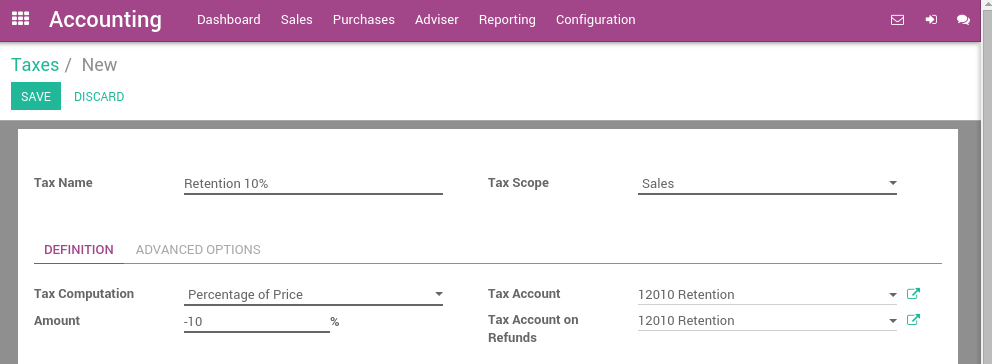 Accounting Dashboard Sales Purchases Adviser Reporting Configuration
Taxes / New
SAVE DISCARD
Tax Name Retention 10% Tax Scope Sales
DEFINITION ADVANCED OPTIONS
Tax Computation Percentage of Price Tax Account 12010 Retention
Amount -10 % Tax Account on 12010 Retention
Refunds